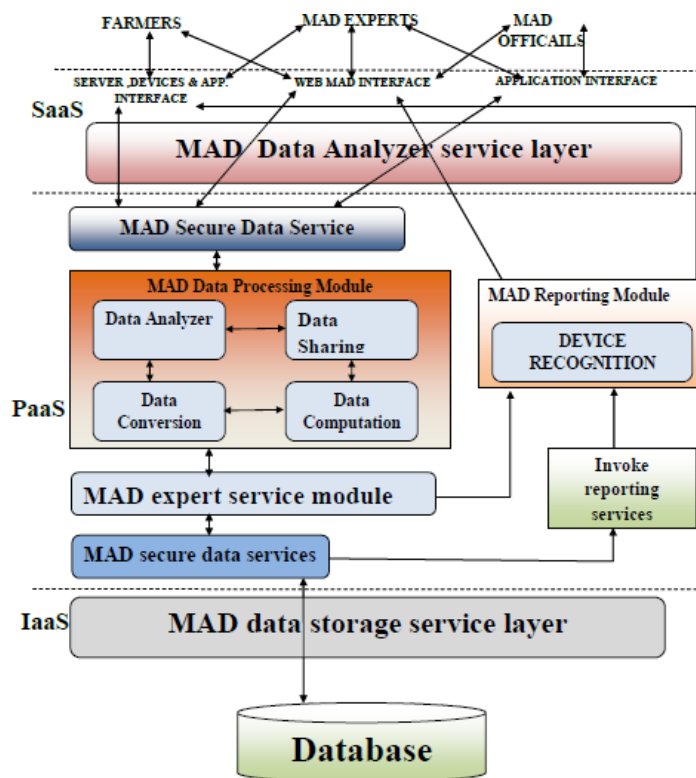 FARMERS
MAD EXPERTS
MAD
OFFICAILS
SERVER ,DEVICES & APP.
INTERFACE
WEB MAD INTERFACE
APPLICATION INTERFACE
SaaS
MAD Data Analyzer service layer
MAD Secure Data Service
MAD Data Processing Module
Data Analyzer
Data
Sharing
Data
Conversion
Data
Computation
MAD Reporting Module
DEVICE
RECOGNITION
PaaS
MAD expert service module
Invoke
reporting
services
MAD secure data services
IaaS
MAD data storage service layer
Database